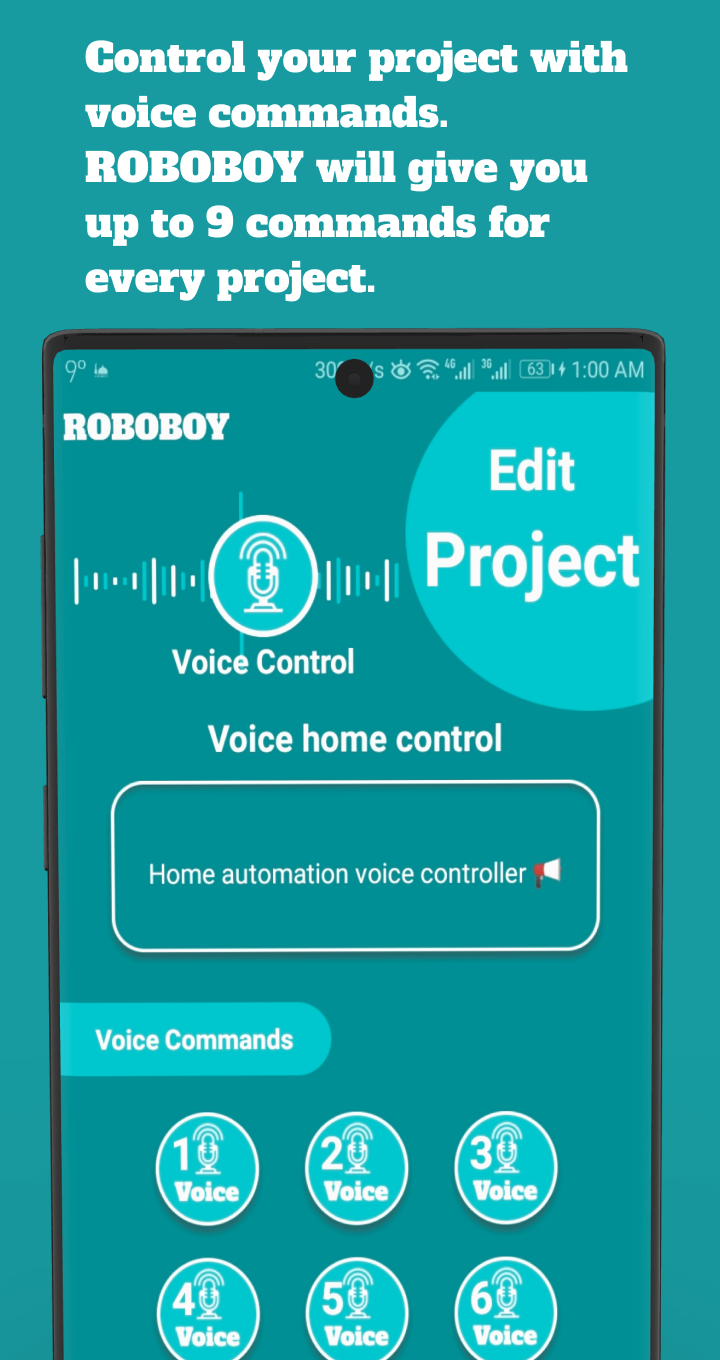 Control your project with
voice commands.
ROBOBOY will give you
up to 9 commands for
every project.
9° 4G 3G 63 1:00 AM
ROBOBOY
Edit
Project
Voice Control
Voice home control
Home automation voice controller
Voice Commands
1 2 3
Voice Voice Voice
4 5 6
Voice Voice Voice